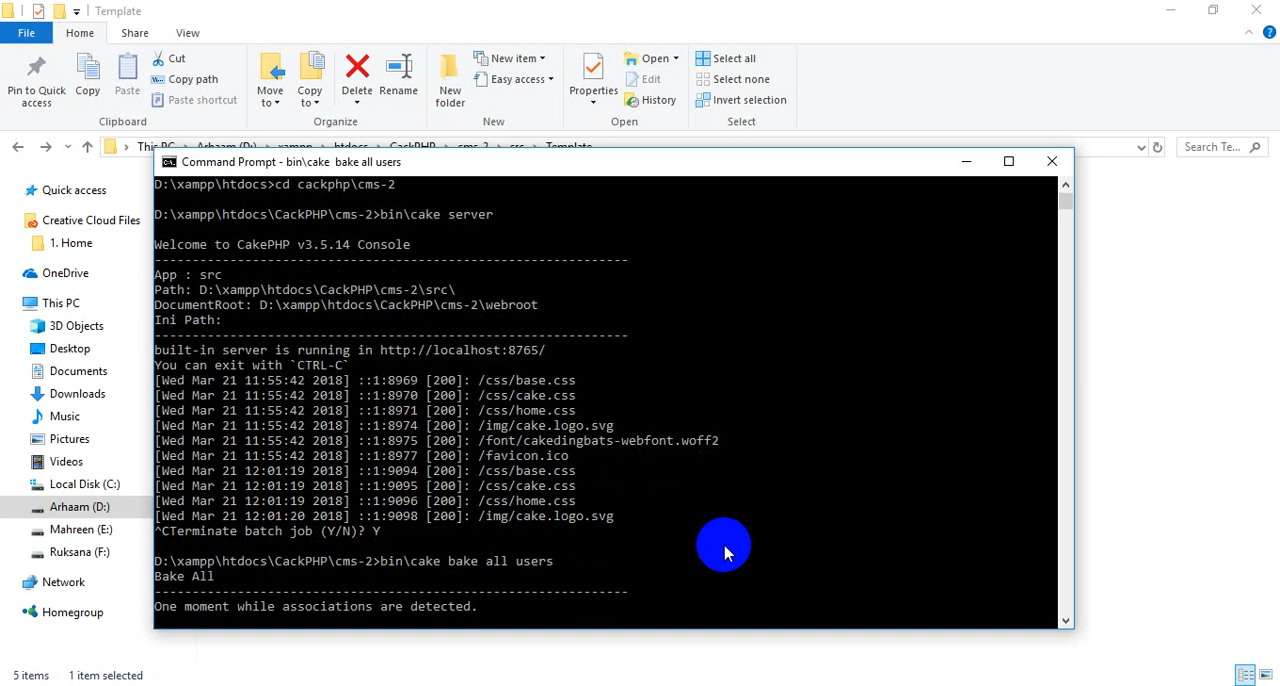 Template
File
Home
Share
View
Pin to Quick access
Copy
Paste
Cut
Copy path
Paste shortcut
Clipboard
Move to
Copy to
Delete
Rename
Organize
New folder
New item
Easy access
New
Properties
Open
Edit
History
Open
Select all
Select none
Invert selection
Select
This PC
Arhaam (D:)
xampp
htdocs
CackPHP
cms-2
src
Template
Search Te...
Quick access
Creative Cloud Files
1. Home
OneDrive
This PC
3D Objects
Desktop
Documents
Downloads
Music
Pictures
Videos
Local Disk (C:)
Arhaam (D:)
Mahreen (E:)
Ruksana (F:)
Network
Homegroup
Command Prompt - bin\cake  bake all users
D:\xampp\htdocs>cd cackphp\cms-2
D:\xampp\htdocs\CackPHP\cms-2>bin\cake server
Welcome to CakePHP v3.5.14 Console
---------------------------------------------------------------
App : src
Path: D:\xampp\htdocs\CackPHP\cms-2\src\
DocumentRoot: D:\xampp\htdocs\CackPHP\cms-2\webroot
Ini Path:
---------------------------------------------------------------
built-in server is running in http://localhost:8765/
You can exit with `CTRL-C`
[Wed Mar 21 11:55:42 2018] ::1:8969 [200]: /css/base.css
[Wed Mar 21 11:55:42 2018] ::1:8970 [200]: /css/cake.css
[Wed Mar 21 11:55:42 2018] ::1:8971 [200]: /css/home.css
[Wed Mar 21 11:55:42 2018] ::1:8974 [200]: /img/cake.logo.svg
[Wed Mar 21 11:55:42 2018] ::1:8975 [200]: /font/cakedingbats-webfont.woff2
[Wed Mar 21 11:55:42 2018] ::1:8977 [200]: /favicon.ico
[Wed Mar 21 12:01:19 2018] ::1:9094 [200]: /css/base.css
[Wed Mar 21 12:01:19 2018] ::1:9095 [200]: /css/cake.css
[Wed Mar 21 12:01:19 2018] ::1:9096 [200]: /css/home.css
[Wed Mar 21 12:01:20 2018] ::1:9098 [200]: /img/cake.logo.svg
^CTerminate batch job (Y/N)? Y
D:\xampp\htdocs\CackPHP\cms-2>bin\cake bake all users
Bake All
---------------------------------------------------------------
One moment while associations are detected.
5 items
1 item selected